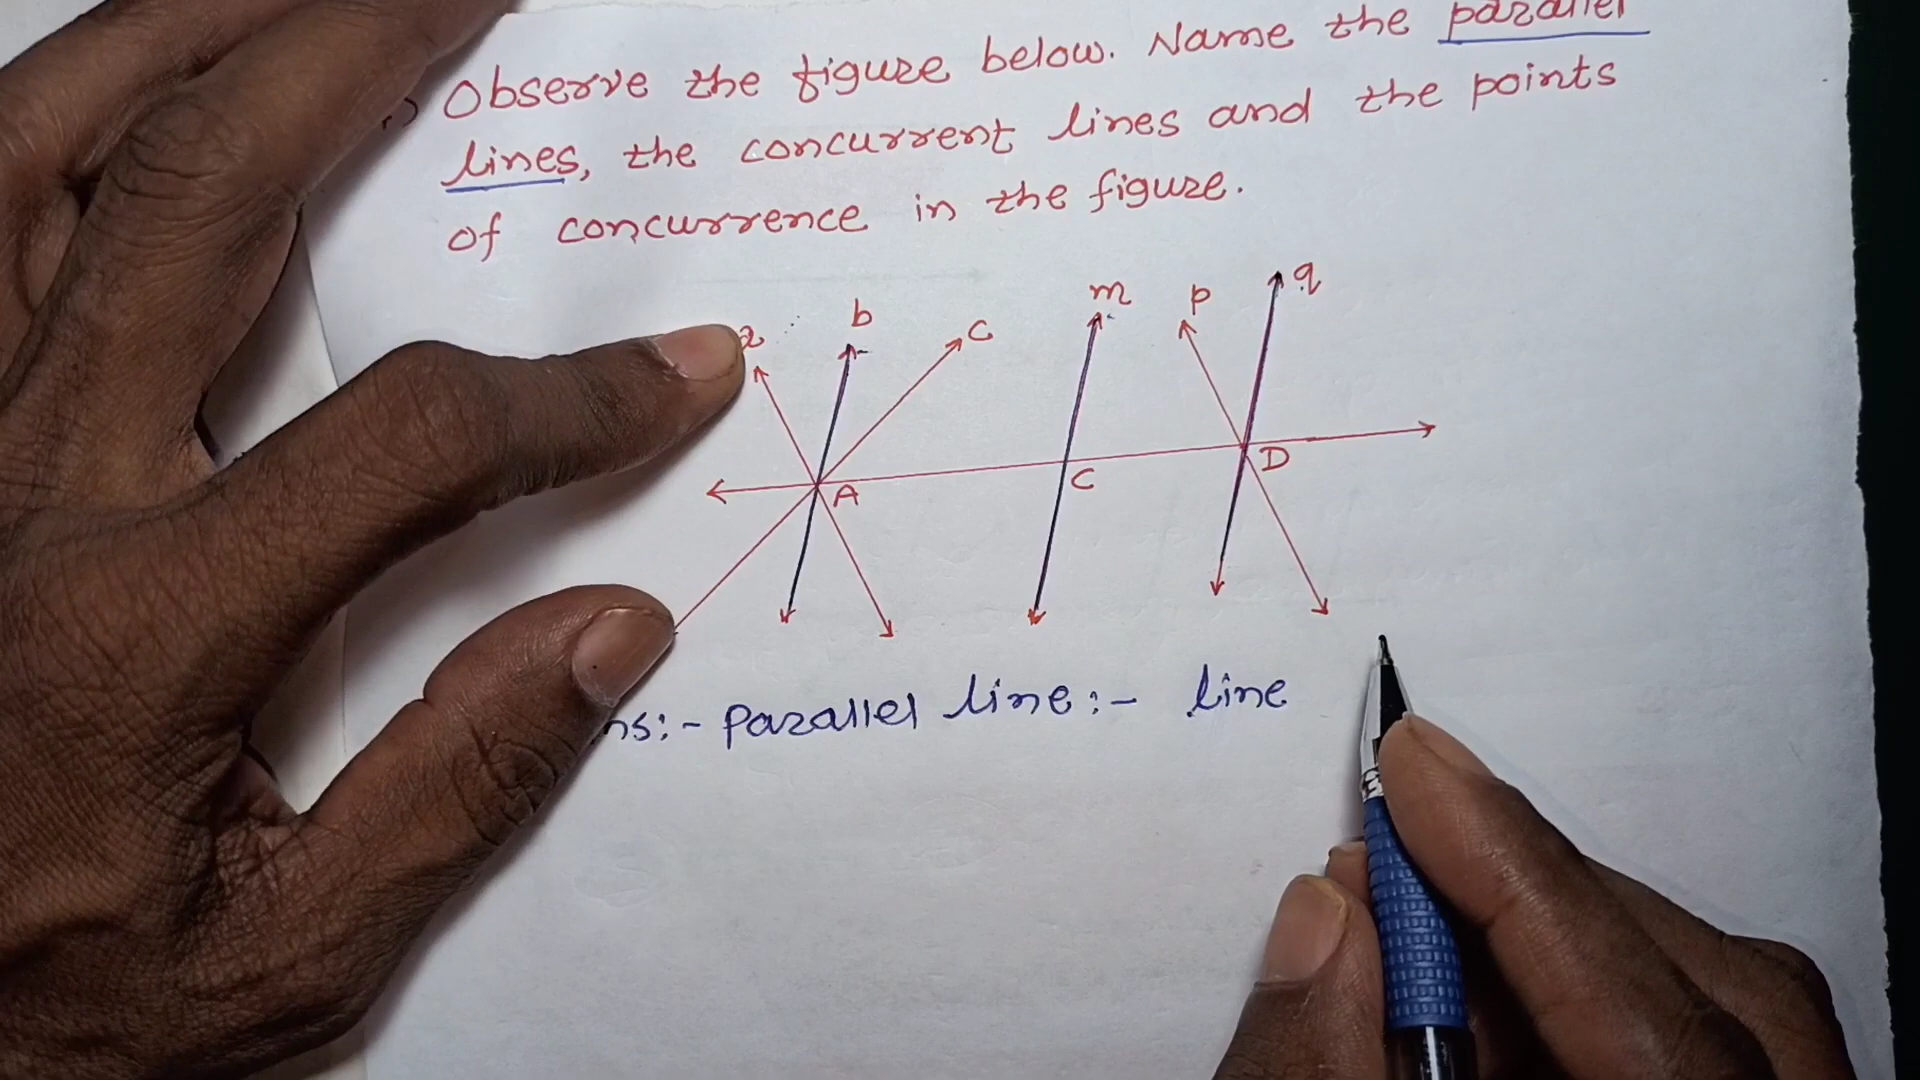 Observe the figure below. Name the parallel
lines, the concurrent lines and the points
of concurrence in the figure.
a b c m p q
A C D
ns:- Parallel line:- line